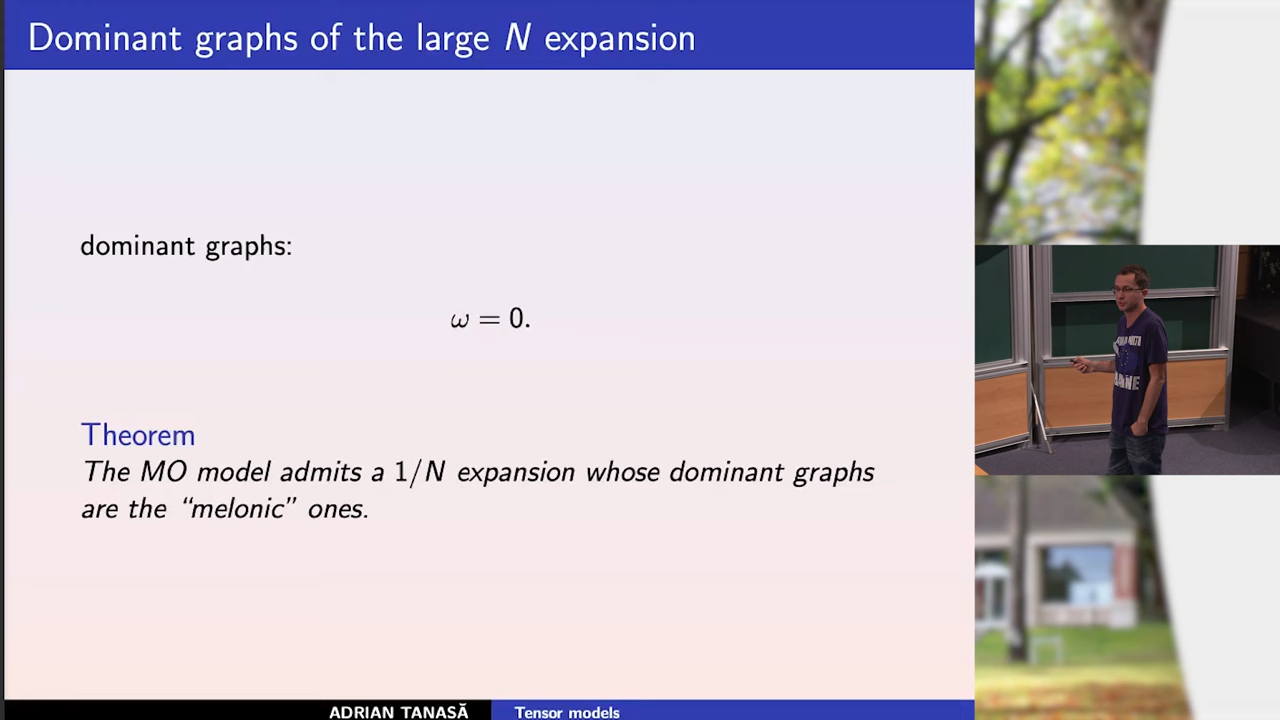 Dominant graphs of the large N expansion
dominant graphs:
ω = 0.
Theorem
The MO model admits a 1/N expansion whose dominant graphs
are the “melonic” ones.
ADRIAN TANASĂ
Tensor models